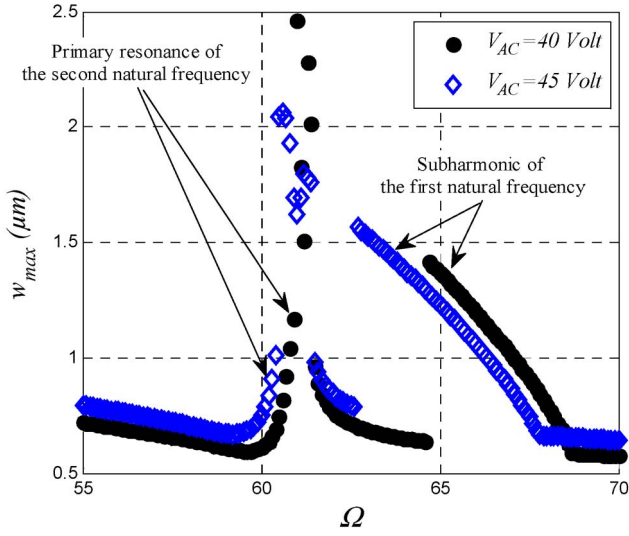 2.5
2
1.5
1
0.5
w_max (μm)
Primary resonance of
the second natural frequency
V_AC=40 Volt
V_AC=45 Volt
Subharmonic of
the first natural frequency
55
60
65
70
Ω